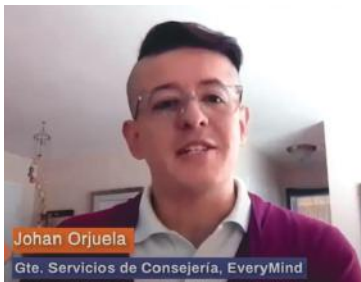 Johan Orjuela
Gte. Servicios de Consejería, EveryMind